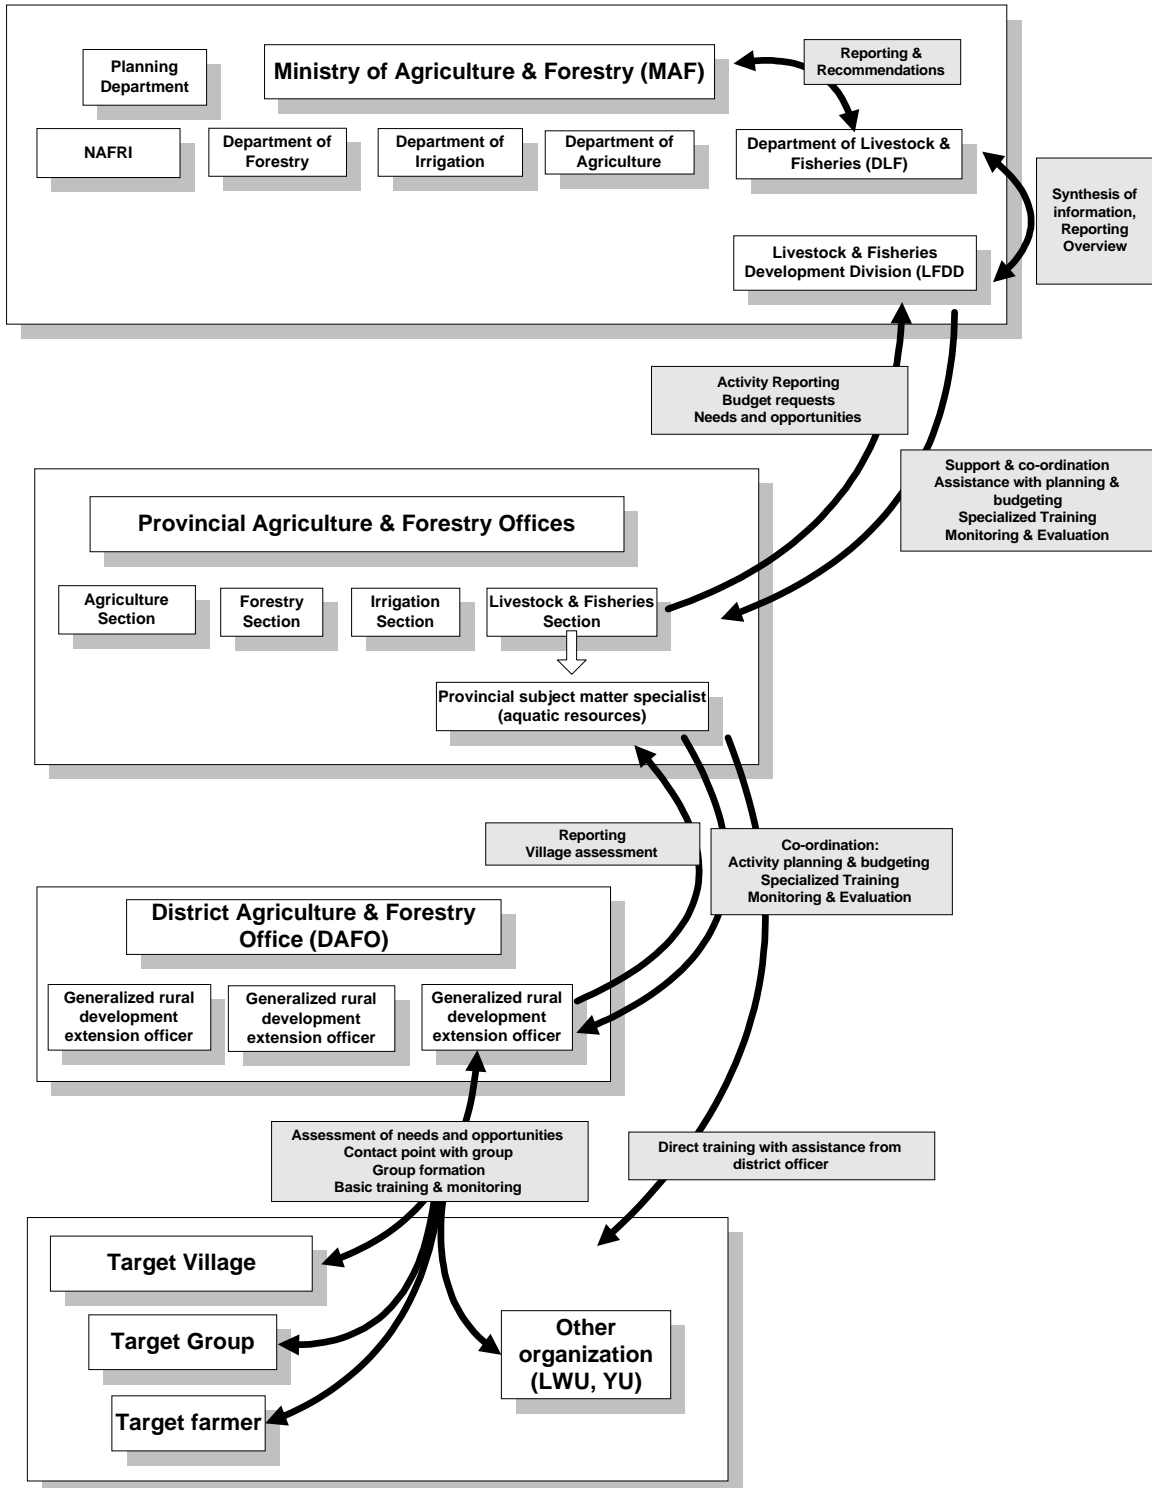 Planning
Department
Ministry of Agriculture & Forestry (MAF)
Reporting &
Recommendations
NAFRI
Department of
Forestry
Department of
Irrigation
Department of
Agriculture
Department of Livestock &
Fisheries (DLF)
Synthesis of
information,
Reporting
Overview
Livestock & Fisheries
Development Division (LFDD
Activity Reporting
Budget requests
Needs and opportunities
Support & co-ordination
Assistance with planning &
budgeting
Specialized Training
Monitoring & Evaluation
Provincial Agriculture & Forestry Offices
Agriculture
Section
Forestry
Section
Irrigation
Section
Livestock & Fisheries
Section
Provincial subject matter specialist
(aquatic resources)
Reporting
Village assessment
Co-ordination:
Activity planning & budgeting
Specialized Training
Monitoring & Evaluation
District Agriculture & Forestry
Office (DAFO)
Generalized rural
development
extension officer
Generalized rural
development
extension officer
Generalized rural
development
extension officer
Assessment of needs and opportunities
Contact point with group
Group formation
Basic training & monitoring
Direct training with assistance from
district officer
Target Village
Target Group
Target farmer
Other
organization
(LWU, YU)